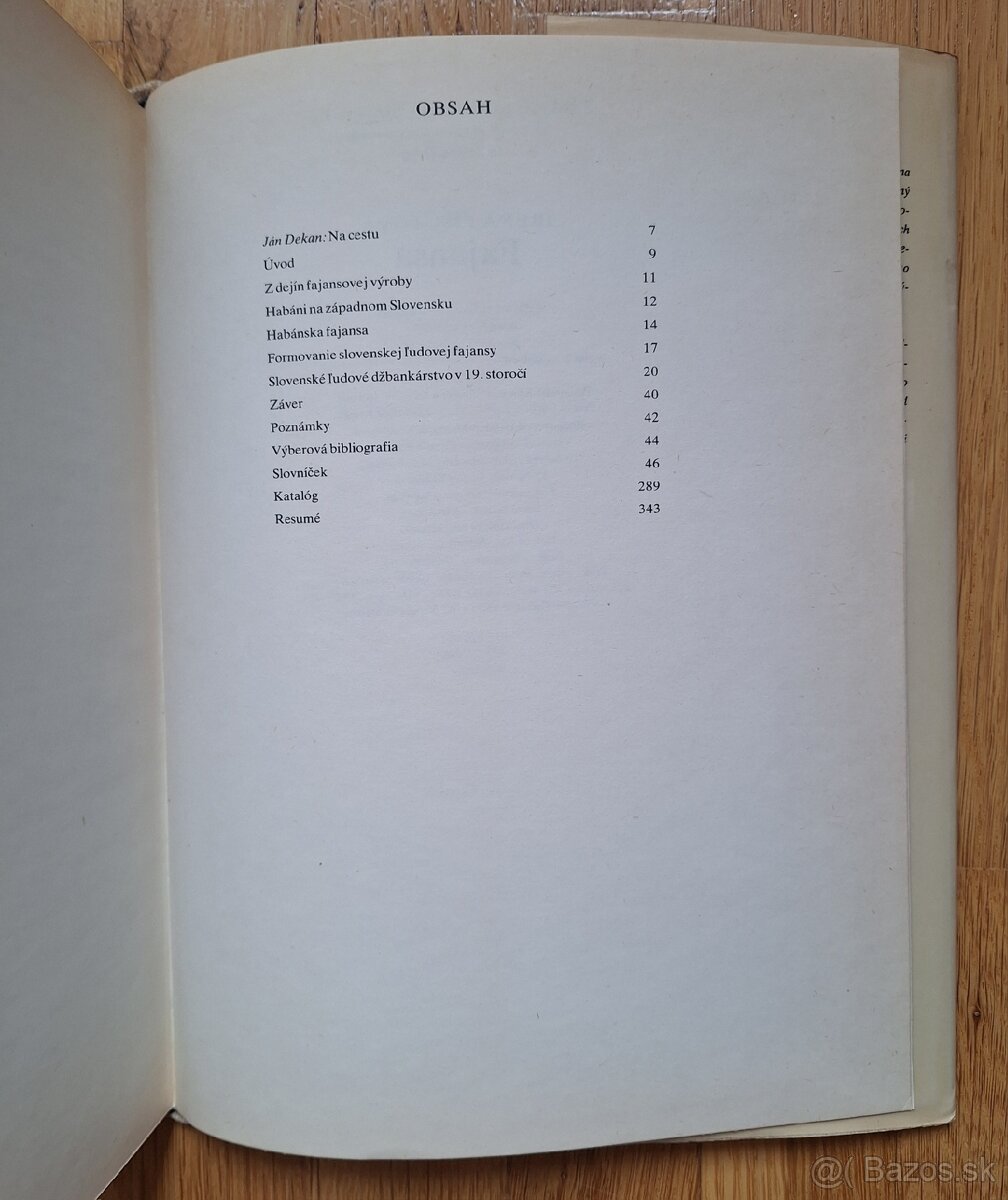 OBSAH
Ján Dekan: Na cestu 7
Úvod 9
Z dejín fajansovej výroby 11
Habáni na západnom Slovensku 12
Habánska fajansa 14
Formovanie slovenskej ľudovej fajansy 17
Slovenské ľudové džbankárstvo v 19. storočí 20
Záver 40
Poznámky 42
Výberová bibliografia 44
Slovníček 46
Katalóg 289
Resumé 343
@( Bazos.sk